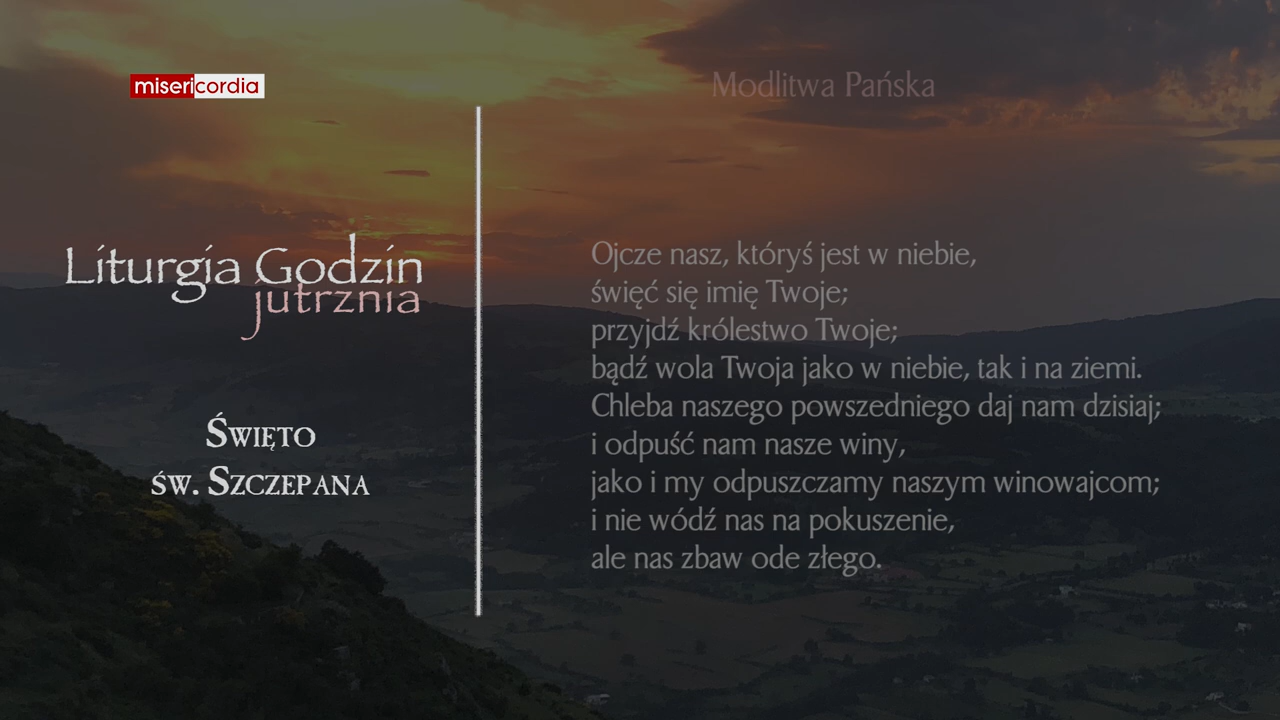 misericordia
Liturgia Godzin
jutrznia
Święto
św. Szczepana
Modlitwa Pańska
Ojcze nasz, któryś jest w niebie,
święć się imię Twoje;
przyjdź królestwo Twoje;
bądź wola Twoja jako w niebie, tak i na ziemi.
Chleba naszego powszedniego daj nam dzisiaj;
i odpuść nam nasze winy,
jako i my odpuszczamy naszym winowajcom;
i nie wódź nas na pokuszenie,
ale nas zbaw ode złego.